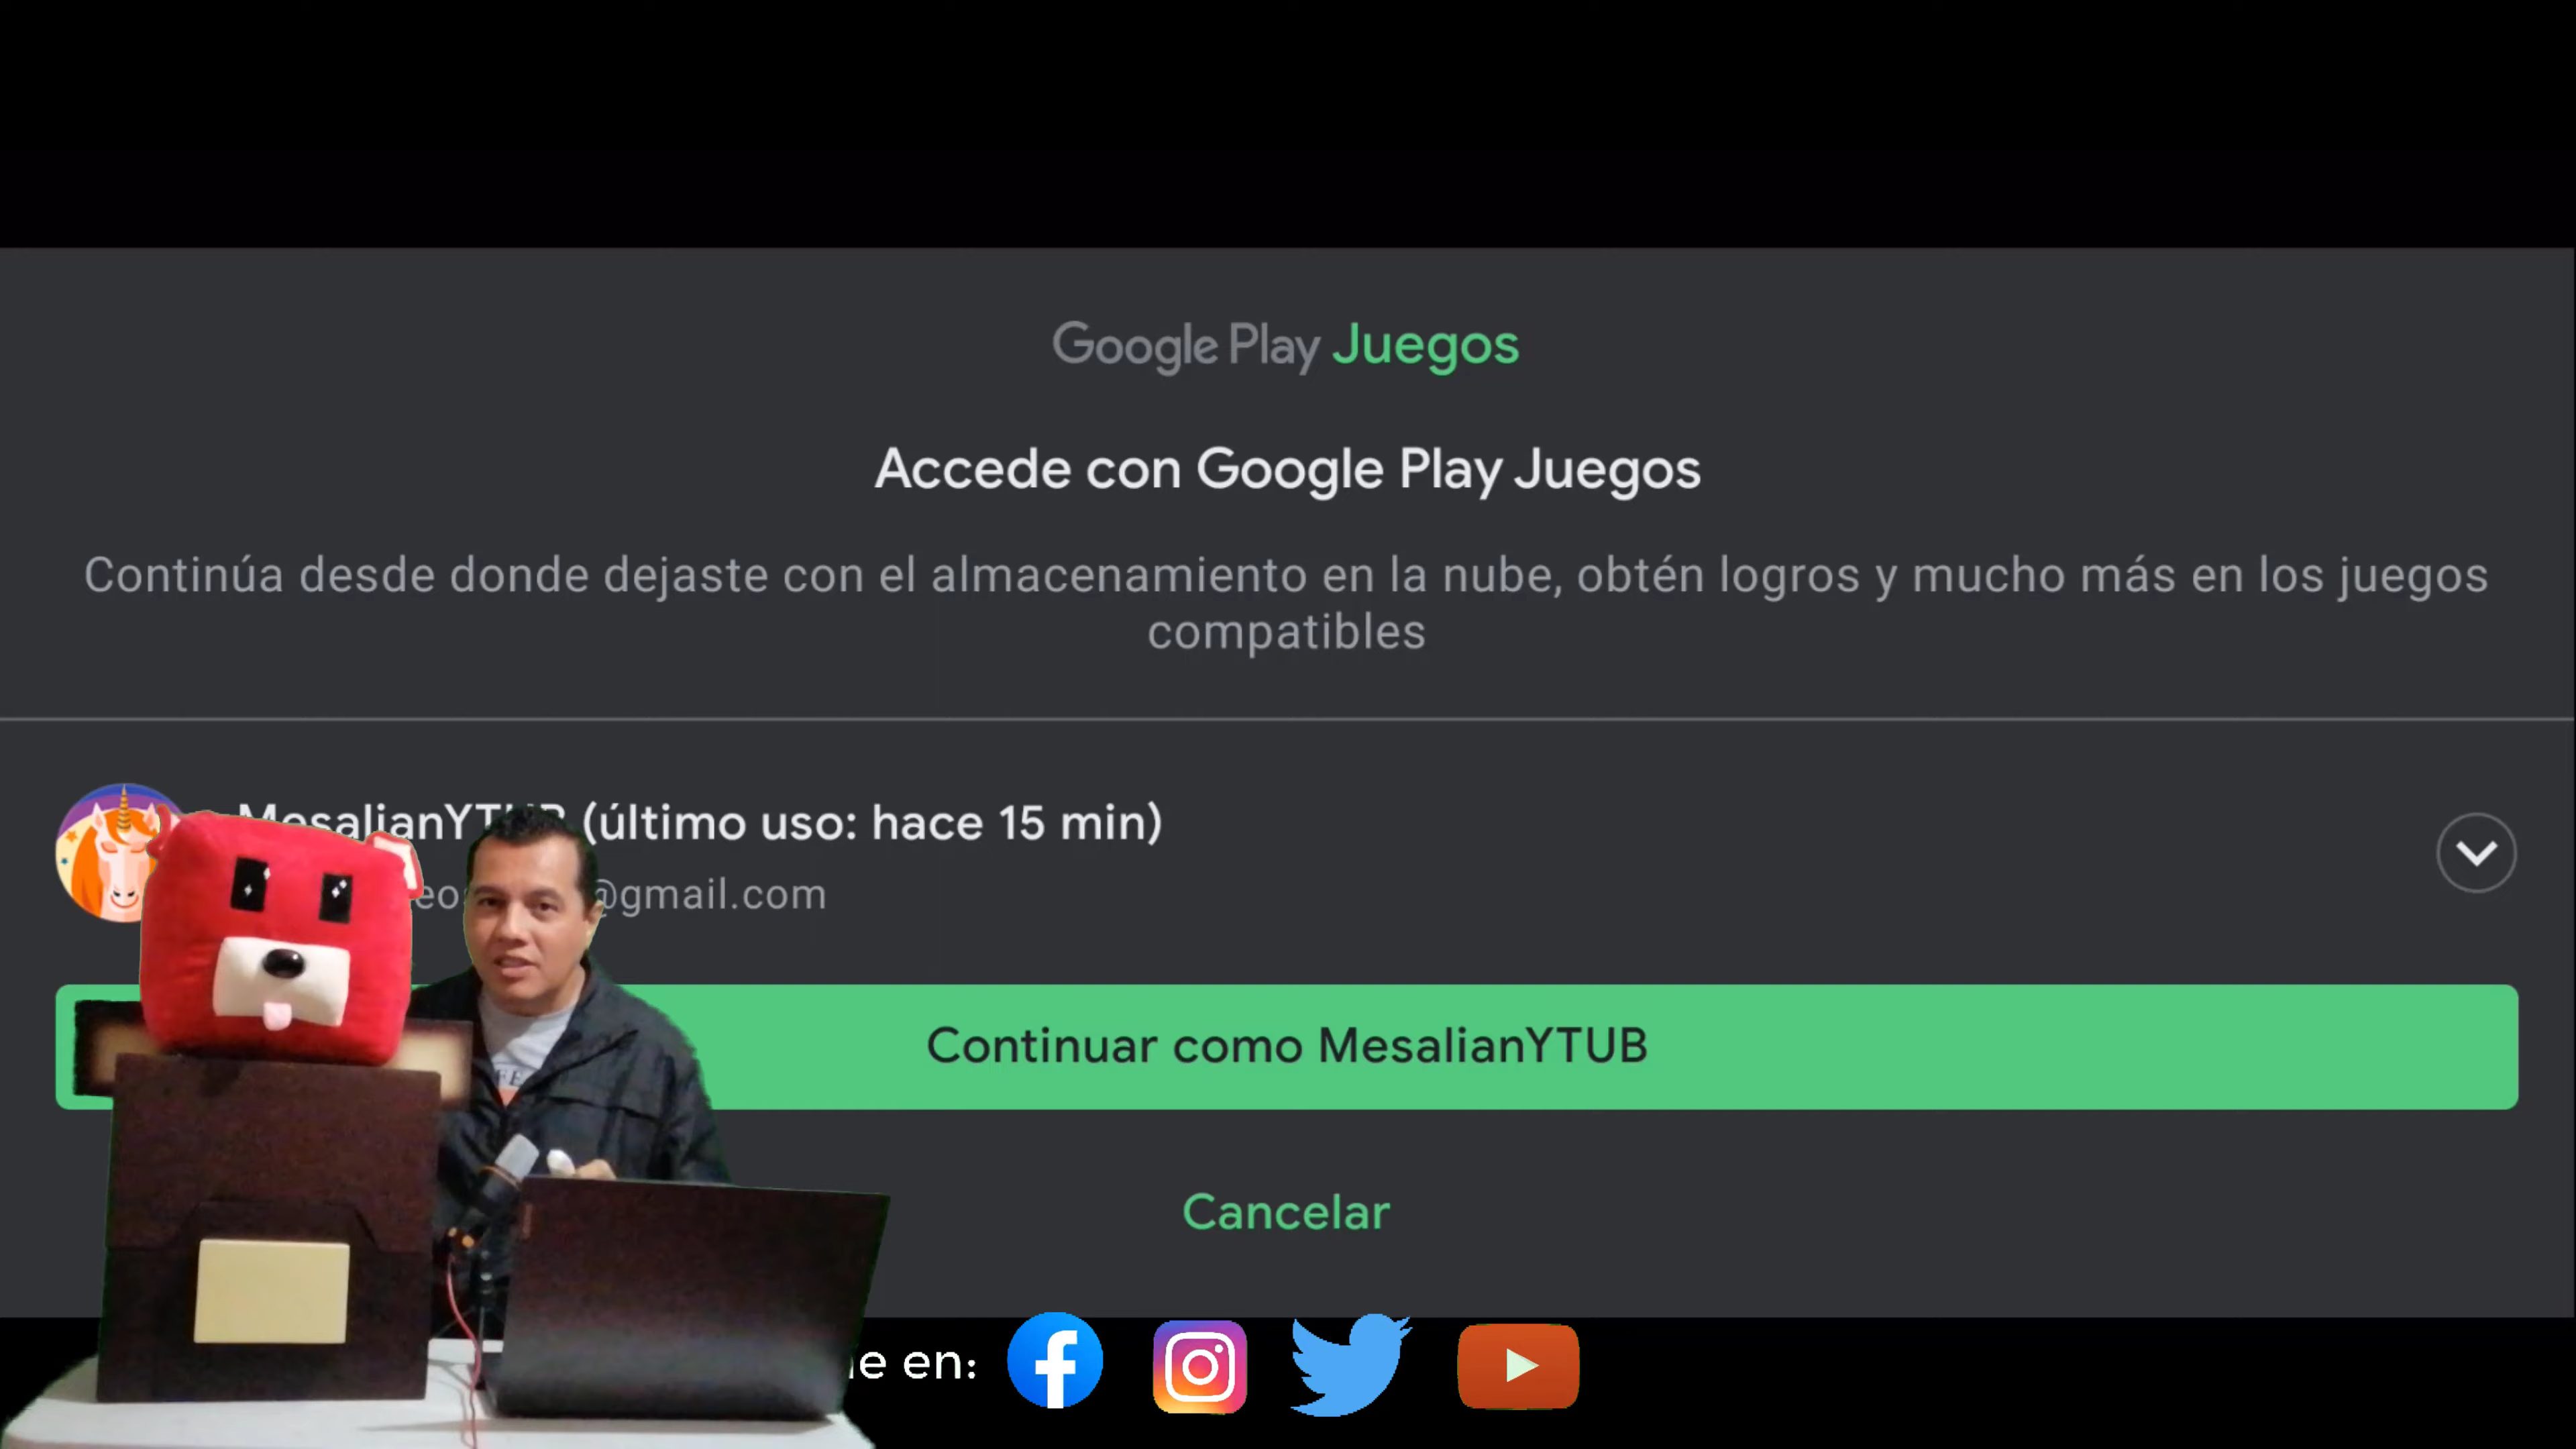 Google Play Juegos
Accede con Google Play Juegos
Continúa desde donde dejaste con el almacenamiento en la nube, obtén logros y mucho más en los juegos
compatibles
MesalianYTUB (último uso: hace 15 min)
@gmail.com
Continuar como MesalianYTUB
Cancelar
en: